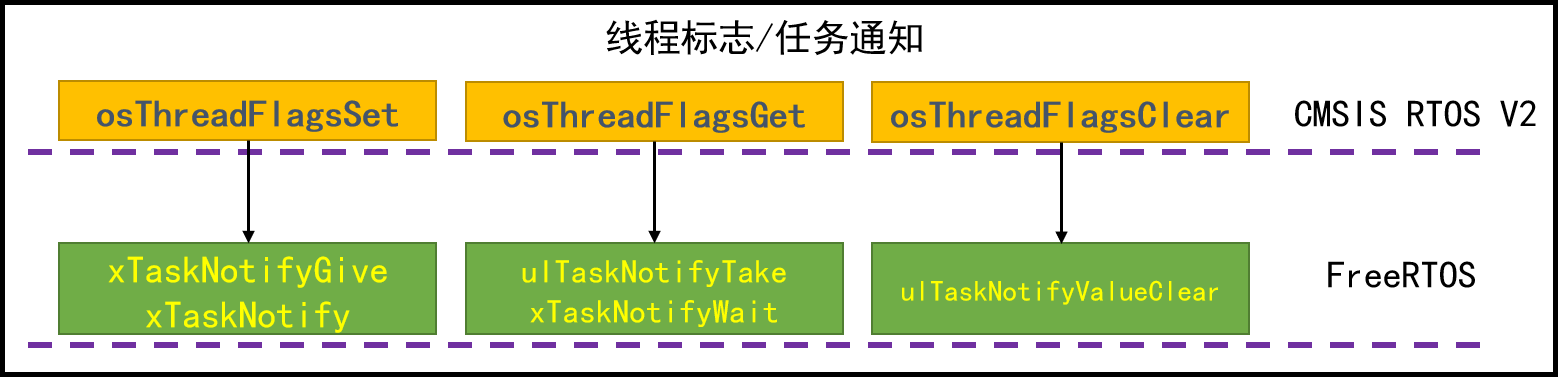 线程标志/任务通知
osThreadFlagsSet
osThreadFlagsGet
osThreadFlagsClear
CMSIS RTOS V2
xTaskNotifyGive
xTaskNotify
ulTaskNotifyTake
xTaskNotifyWait
ulTaskNotifyValueClear
FreeRTOS